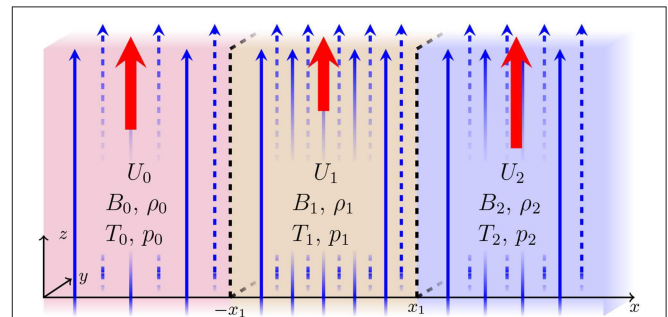 U₀ U₁ U₂
B₀, ρ₀ B₁, ρ₁ B₂, ρ₂
T₀, p₀ T₁, p₁ T₂, p₂
z
y
−x₁ x₁ x